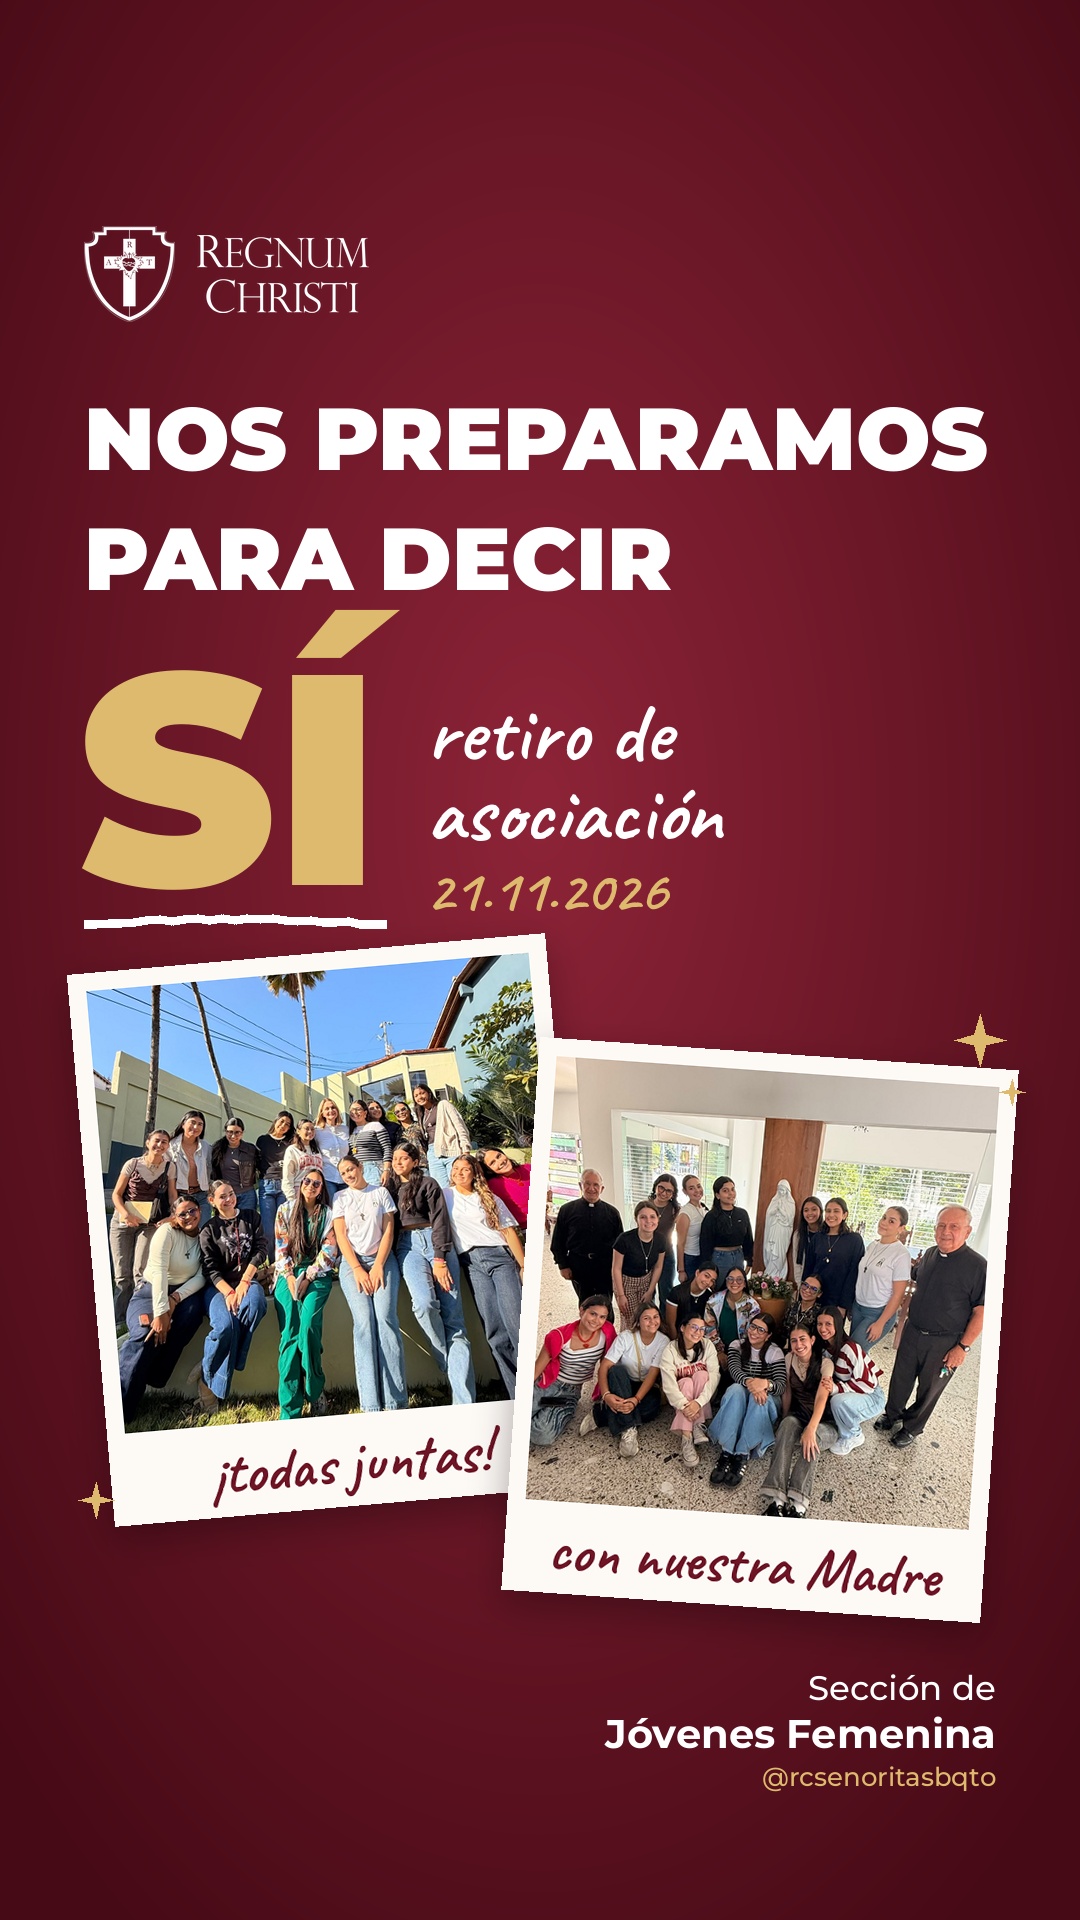 REGNUM
CHRISTI
NOS PREPARAMOS
PARA DECIR
SÍ
retiro de
asociación
21.11.2026
¡todas juntas!
con nuestra Madre
Sección de
Jóvenes Femenina
@rcsenoritasbqto